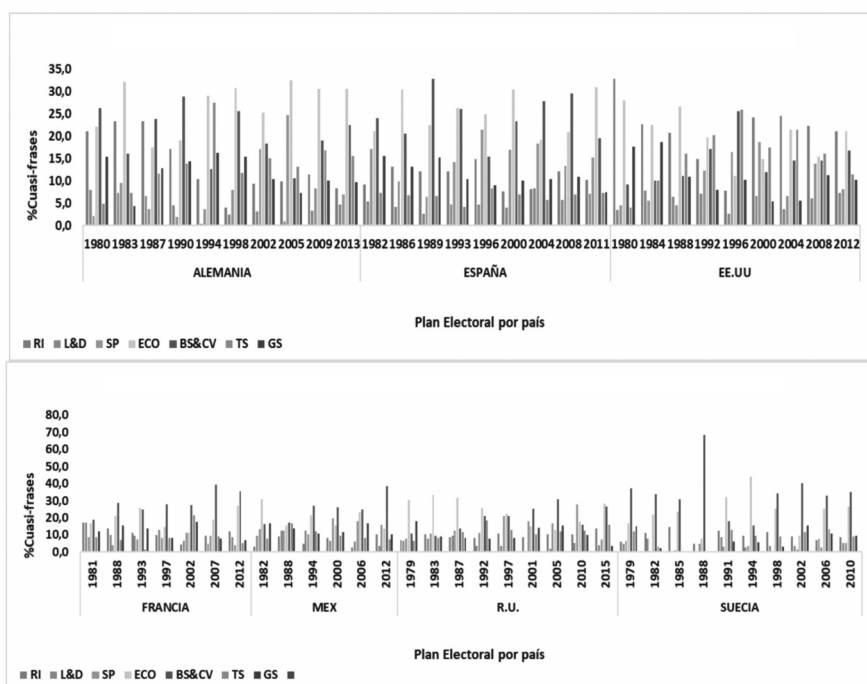 35,0
30,0
25,0
20,0
15,0
10,0
5,0
0,0
%Cuasi-frases
1980 1983 1987 1990 1994 1998 2002 2005 2009 2013 1982 1986 1989 1993 1996 2000 2004 2008 2011 1980 1984 1988 1992 1996 2000 2004 2008 2012
ALEMANIA ESPAÑA EE.UU
Plan Electoral por país
RI L&D SP ECO BS&CV TS GS
80,0
70,0
60,0
50,0
40,0
30,0
20,0
10,0
0,0
%Cuasi-frases
1981 1988 1993 1997 2002 2007 2012 1982 1988 1994 2000 2006 2012 1979 1983 1987 1992 1997 2001 2005 2010 2015 1979 1982 1985 1988 1991 1994 1998 2002 2006 2010
FRANCIA MEX R.U. SUECIA
Plan Electoral por país
RI L&D SP ECO BS&CV TS GS